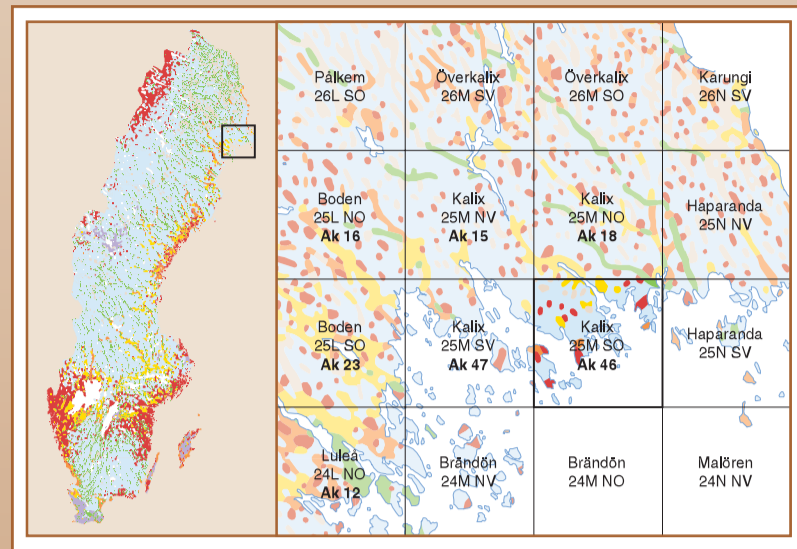 Pålkem
26L SO
Överkalix
26M SV
Överkalix
26M SO
Karungi
26N SV
Boden
25L NO
Ak 16
Kalix
25M NV
Ak 15
Kalix
25M NO
Ak 18
Haparanda
25N NV
Boden
25L SO
Ak 23
Kalix
25M SV
Ak 47
Kalix
25M SO
Ak 46
Haparanda
25N SV
Luleå
24L NO
Ak 12
Brändön
24M NV
Brändön
24M NO
Malören
24N NV